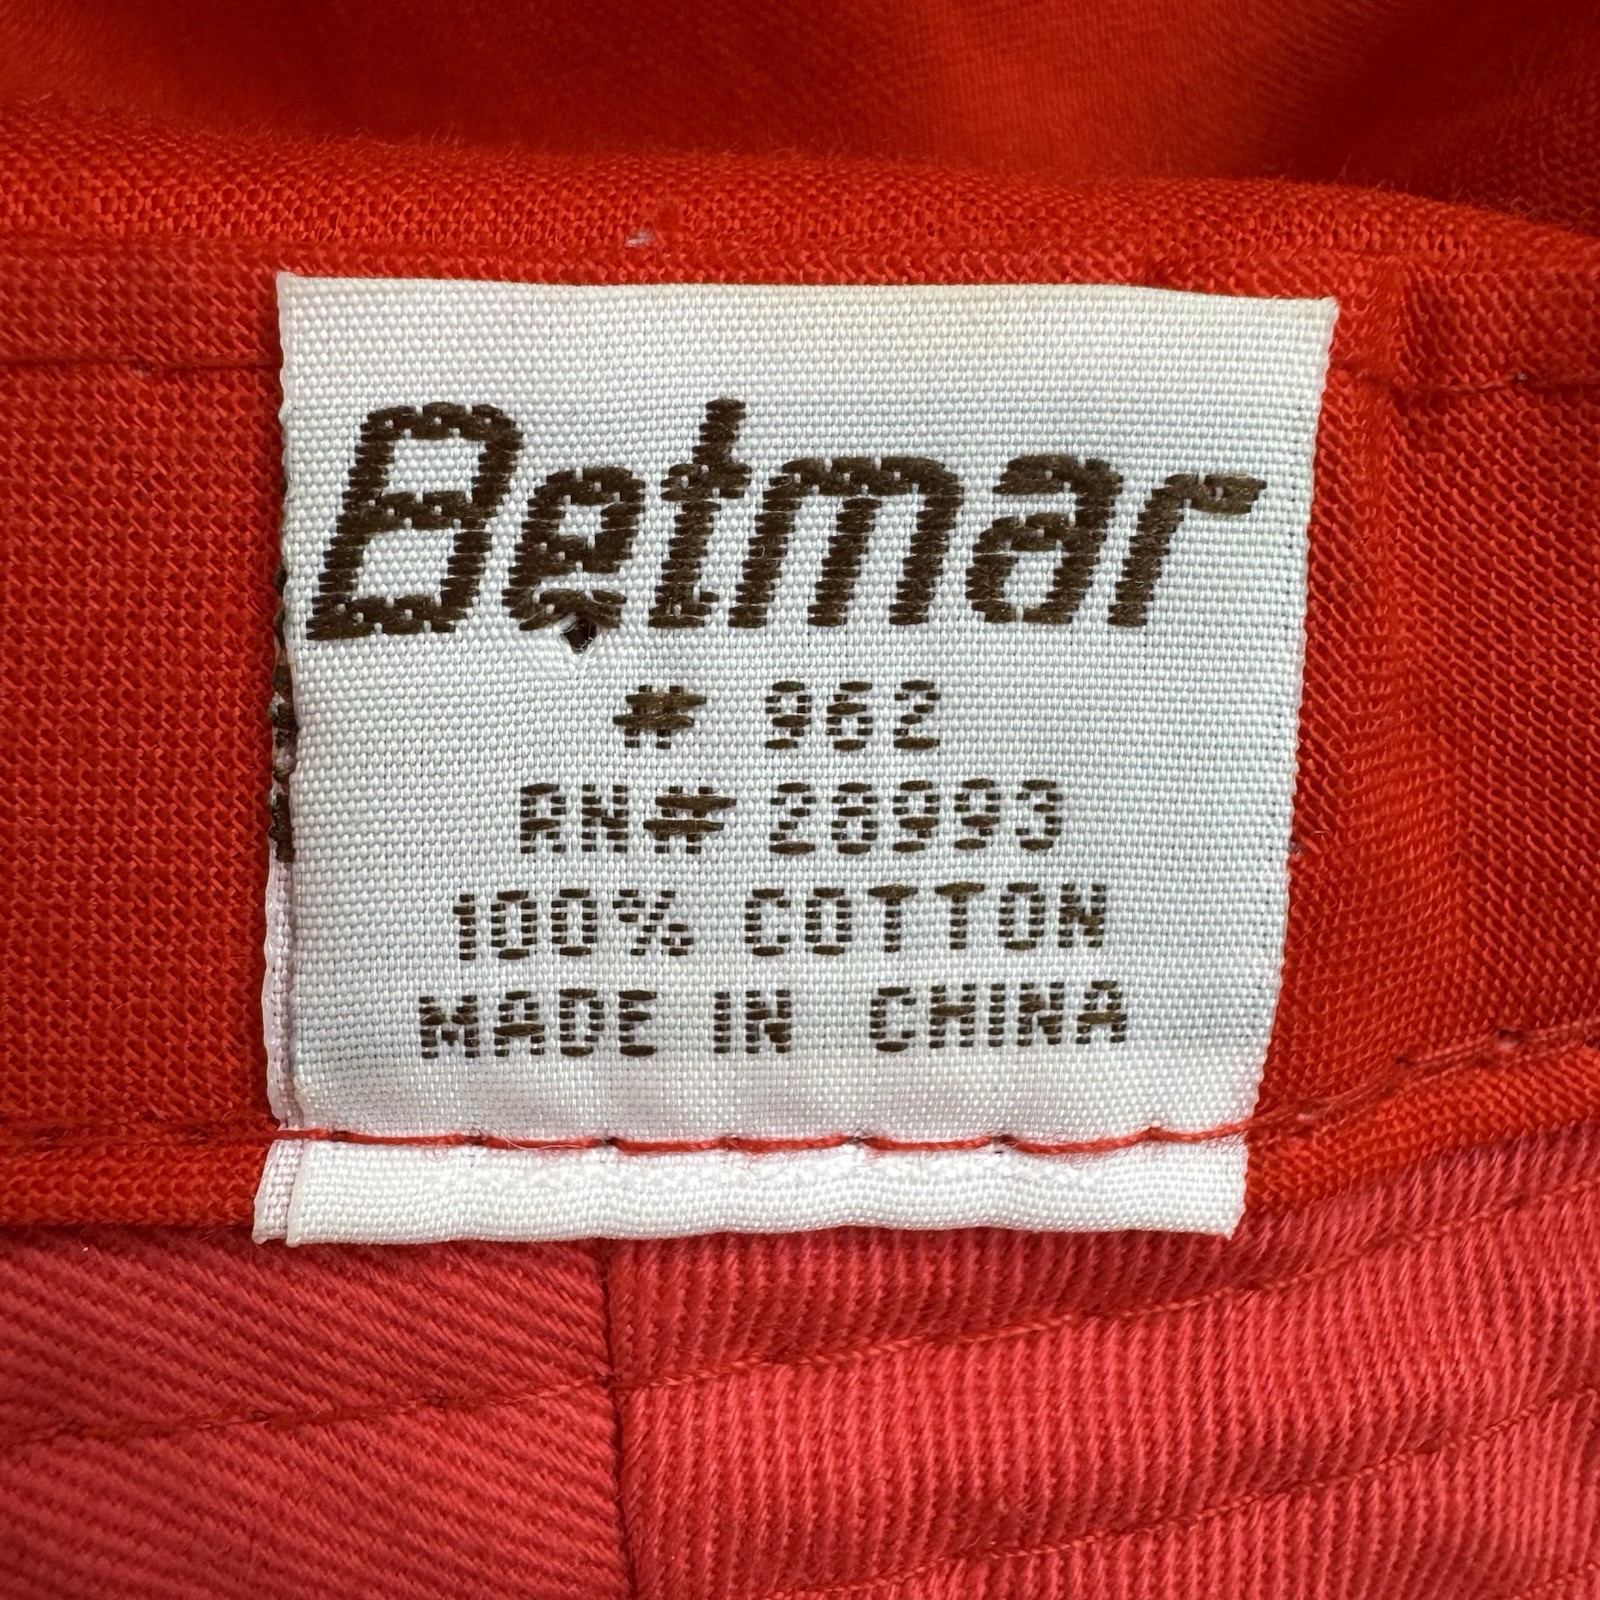 Betmar
# 962
RN# 28993
100% COTTON
MADE IN CHINA